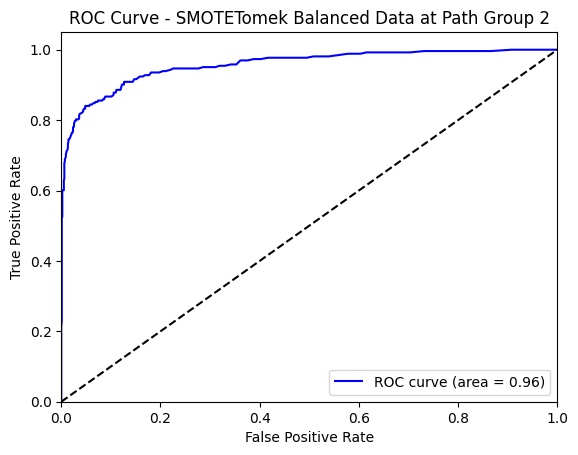 ROC Curve - SMOTETomek Balanced Data at Path Group 2
True Positive Rate
1.0
0.8
0.6
0.4
0.2
0.0
ROC curve (area = 0.96)
0.0 0.2 0.4 0.6 0.8 1.0
False Positive Rate